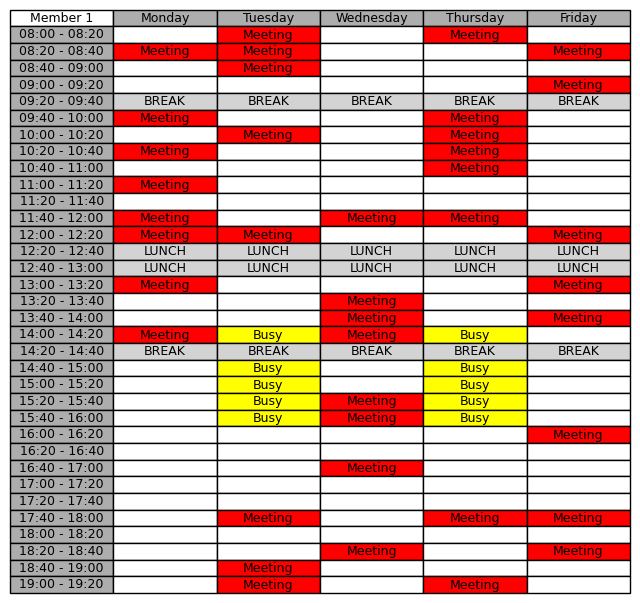 Member 1 Monday Tuesday Wednesday Thursday Friday
08:00 - 08:20 Meeting Meeting
08:20 - 08:40 Meeting Meeting Meeting
08:40 - 09:00 Meeting
09:00 - 09:20 Meeting
09:20 - 09:40 BREAK BREAK BREAK BREAK BREAK
09:40 - 10:00 Meeting Meeting
10:00 - 10:20 Meeting Meeting
10:20 - 10:40 Meeting Meeting
10:40 - 11:00 Meeting
11:00 - 11:20 Meeting
11:20 - 11:40
11:40 - 12:00 Meeting Meeting Meeting
12:00 - 12:20 Meeting Meeting Meeting
12:20 - 12:40 LUNCH LUNCH LUNCH LUNCH LUNCH
12:40 - 13:00 LUNCH LUNCH LUNCH LUNCH LUNCH
13:00 - 13:20 Meeting Meeting
13:20 - 13:40 Meeting
13:40 - 14:00 Meeting Meeting
14:00 - 14:20 Meeting Busy Meeting Busy
14:20 - 14:40 BREAK BREAK BREAK BREAK BREAK
14:40 - 15:00 Busy Busy
15:00 - 15:20 Busy Busy
15:20 - 15:40 Busy Meeting Busy
15:40 - 16:00 Busy Meeting Busy
16:00 - 16:20 Meeting
16:20 - 16:40
16:40 - 17:00 Meeting
17:00 - 17:20
17:20 - 17:40
17:40 - 18:00 Meeting Meeting Meeting
18:00 - 18:20
18:20 - 18:40 Meeting Meeting
18:40 - 19:00 Meeting
19:00 - 19:20 Meeting Meeting